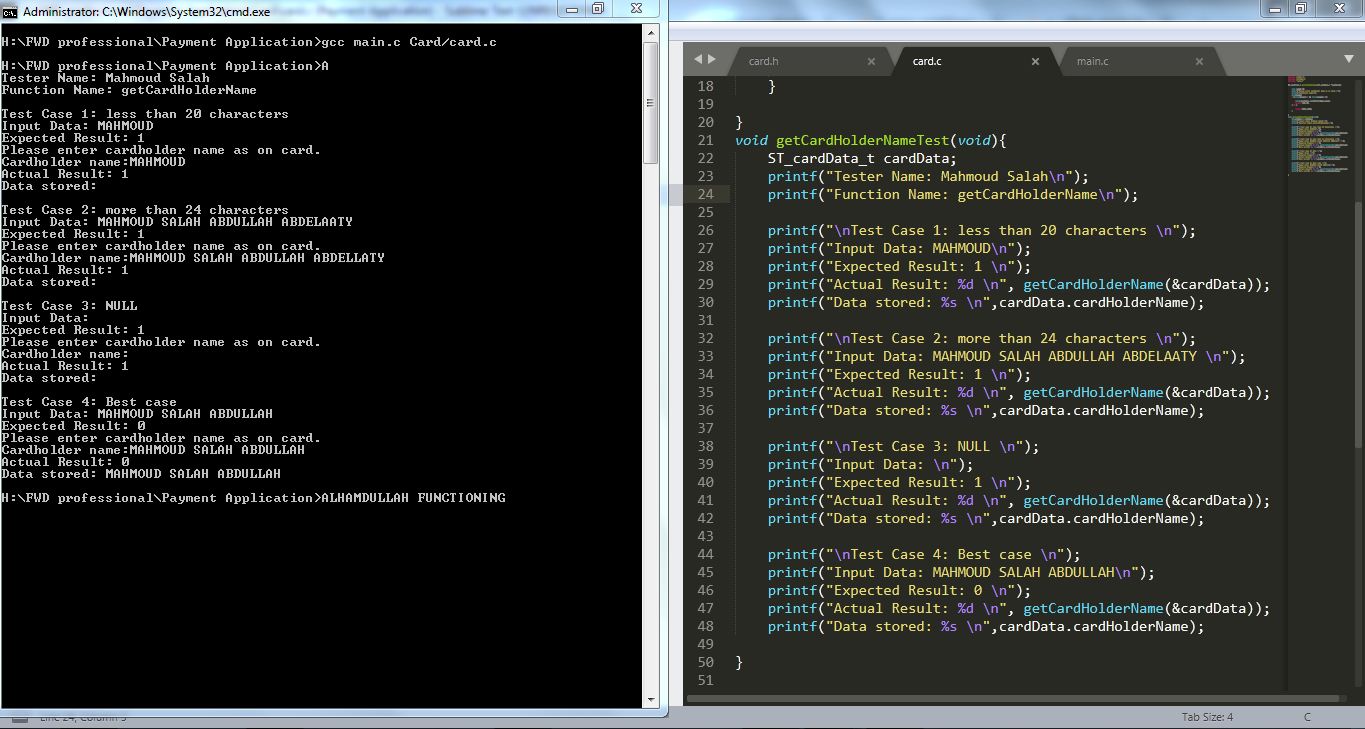 Administrator: C:\Windows\System32\cmd.exe
H:\FWD professional\Payment Application>gcc main.c Card/card.c
H:\FWD professional\Payment Application>A
Tester Name: Mahmoud Salah
Function Name: getCardHolderName
Test Case 1: less than 20 characters
Input Data: MAHMOUD
Expected Result: 1
Please enter cardholder name as on card.
Cardholder name:MAHMOUD
Actual Result: 1
Data stored:
Test Case 2: more than 24 characters
Input Data: MAHMOUD SALAH ABDULLAH ABDELAATY
Expected Result: 1
Please enter cardholder name as on card.
Cardholder name:MAHMOUD SALAH ABDULLAH ABDELLATY
Actual Result: 1
Data stored:
Test Case 3: NULL
Input Data:
Expected Result: 1
Please enter cardholder name as on card.
Cardholder name:
Actual Result: 1
Data stored:
Test Case 4: Best case
Input Data: MAHMOUD SALAH ABDULLAH
Expected Result: 0
Please enter cardholder name as on card.
Cardholder name:MAHMOUD SALAH ABDULLAH
Actual Result: 0
Data stored: MAHMOUD SALAH ABDULLAH
H:\FWD professional\Payment Application>ALHAMDULLAH FUNCTIONING
card.h
card.c
main.c
18 }
19
20 }
21 void getCardHolderNameTest(void){
22 ST_cardData_t cardData;
23 printf("Tester Name: Mahmoud Salah\n");
24 printf("Function Name: getCardHolderName\n");
25
26 printf("\nTest Case 1: less than 20 characters \n");
27 printf("Input Data: MAHMOUD\n");
28 printf("Expected Result: 1 \n");
29 printf("Actual Result: %d \n", getCardHolderName(&cardData));
30 printf("Data stored: %s \n",cardData.cardHolderName);
31
32 printf("\nTest Case 2: more than 24 characters \n");
33 printf("Input Data: MAHMOUD SALAH ABDULLAH ABDELAATY \n");
34 printf("Expected Result: 1 \n");
35 printf("Actual Result: %d \n", getCardHolderName(&cardData));
36 printf("Data stored: %s \n",cardData.cardHolderName);
37
38 printf("\nTest Case 3: NULL \n");
39 printf("Input Data: \n");
40 printf("Expected Result: 1 \n");
41 printf("Actual Result: %d \n", getCardHolderName(&cardData));
42 printf("Data stored: %s \n",cardData.cardHolderName);
43
44 printf("\nTest Case 4: Best case \n");
45 printf("Input Data: MAHMOUD SALAH ABDULLAH\n");
46 printf("Expected Result: 0 \n");
47 printf("Actual Result: %d \n", getCardHolderName(&cardData));
48 printf("Data stored: %s \n",cardData.cardHolderName);
49
50 }
51
Line 24, Column 5
Tab Size: 4
C